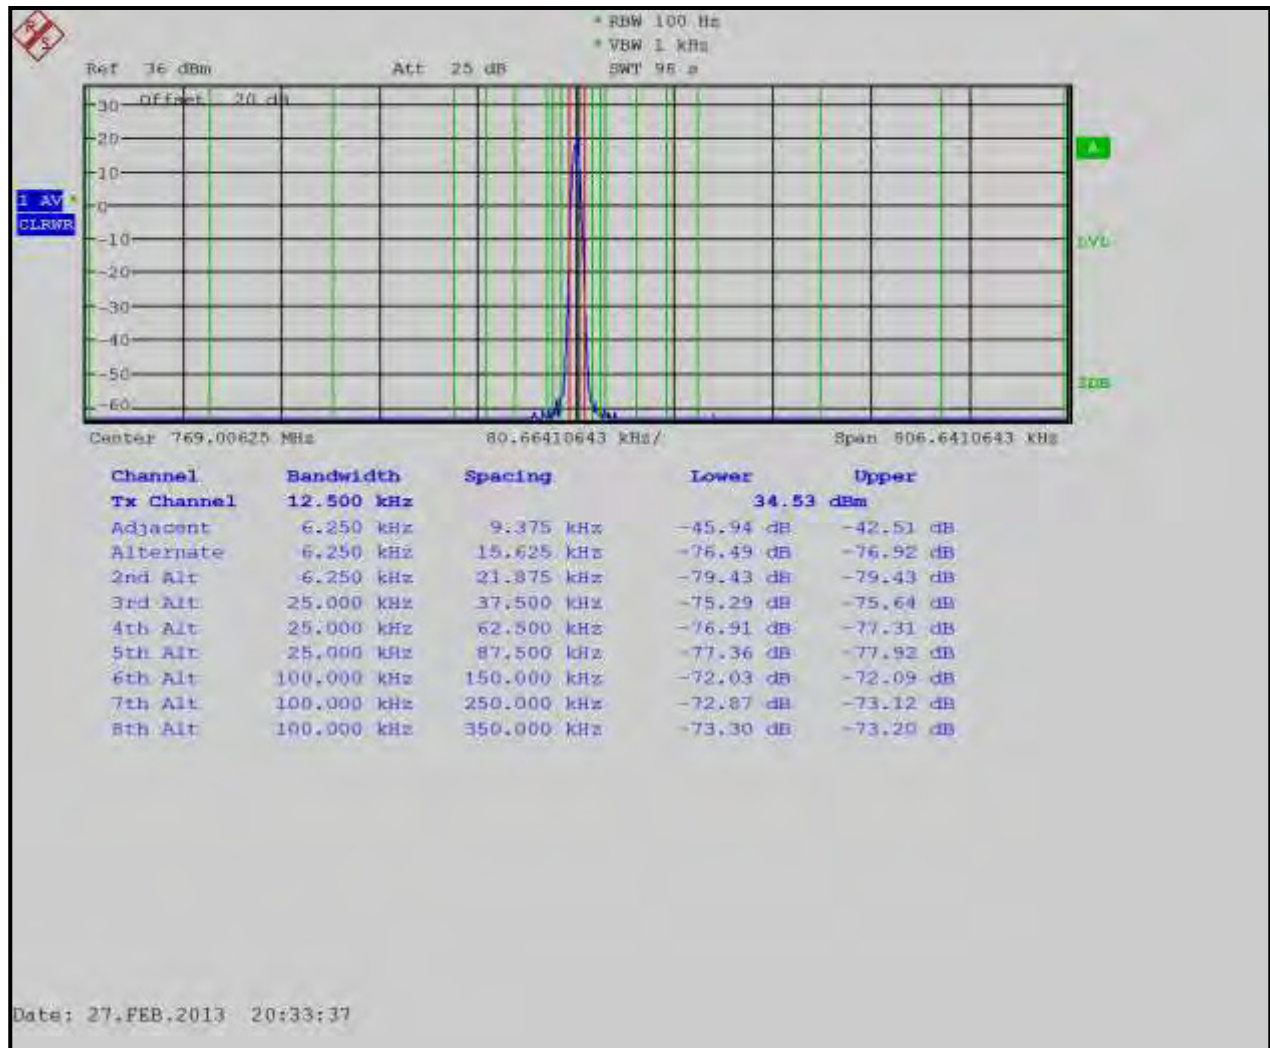 R S
* RBW 100 Hz
* VBW 1 kHz
Ref 36 dBm Att 25 dB SWT 98 s
Offset 20 dB
30
20
10
0
-10
-20
-30
-40
-50
-60
A
1 AV *
CLRWR
LVL
3DB
Center 769.00625 MHz 80.66410643 kHz/ Span 806.6410643 kHz
Channel Bandwidth Spacing Lower Upper
Tx Channel 12.500 kHz 34.53 dBm
Adjacent 6.250 kHz 9.375 kHz -45.94 dB -42.51 dB
Alternate 6.250 kHz 15.625 kHz -76.49 dB -76.92 dB
2nd Alt 6.250 kHz 21.875 kHz -79.43 dB -79.43 dB
3rd Alt 25.000 kHz 37.500 kHz -75.29 dB -75.64 dB
4th Alt 25.000 kHz 62.500 kHz -76.91 dB -77.31 dB
5th Alt 25.000 kHz 87.500 kHz -77.36 dB -77.92 dB
6th Alt 100.000 kHz 150.000 kHz -72.03 dB -72.09 dB
7th Alt 100.000 kHz 250.000 kHz -72.87 dB -73.12 dB
8th Alt 100.000 kHz 350.000 kHz -73.30 dB -73.20 dB
Date: 27.FEB.2013 20:33:37